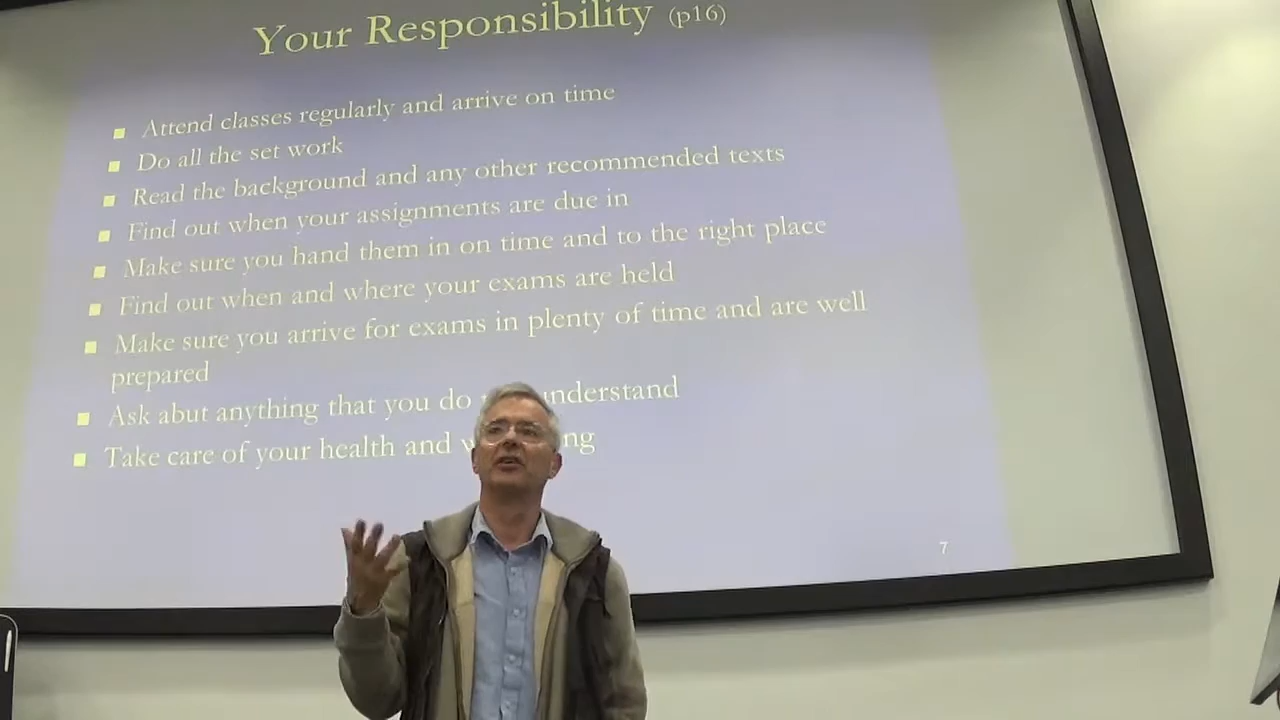 Your Responsibility (p16)
Attend classes regularly and arrive on time
Do all the set work
Read the background and any other recommended texts
Find out when your assignments are due in
Make sure you hand them in on time and to the right place
Find out when and where your exams are held
Make sure you arrive for exams in plenty of time and are well
prepared
Ask abut anything that you do understand
Take care of your health and
7